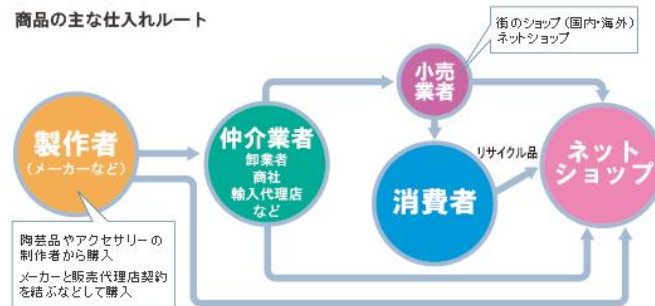 商品の主な仕入れルート
街のショップ（国内・海外）
ネットショップ
小売
業者
製作者
（メーカーなど）
仲介業者
卸業者
商社
輸入代理店
など
消費者
リサイクル品
ネット
ショップ
陶芸品やアクセサリーの
制作者から購入
メーカーと販売代理店契約
を結ぶなどして購入